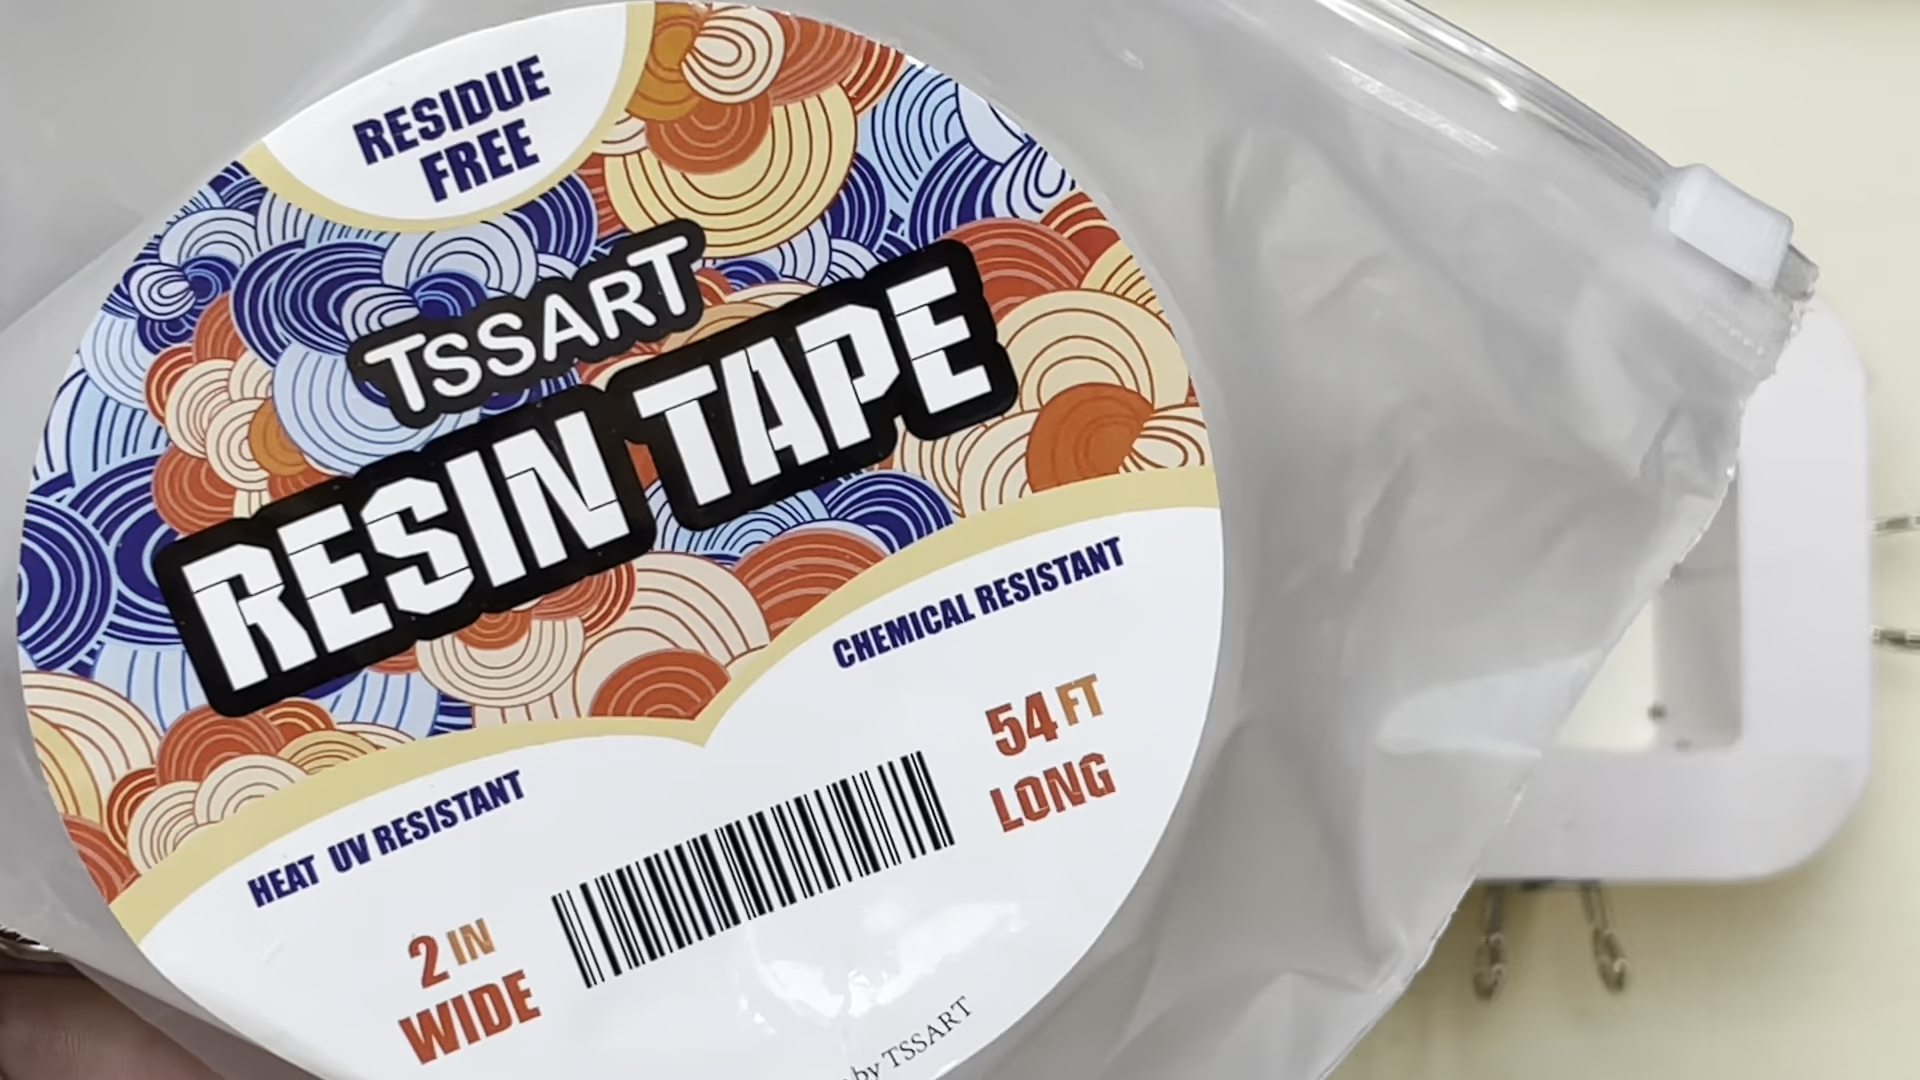 RESIDUE
FREE
TSSART
RESIN TAPE
CHEMICAL RESISTANT
54 FT
LONG
HEAT UV RESISTANT
2 IN
WIDE
by TSSART